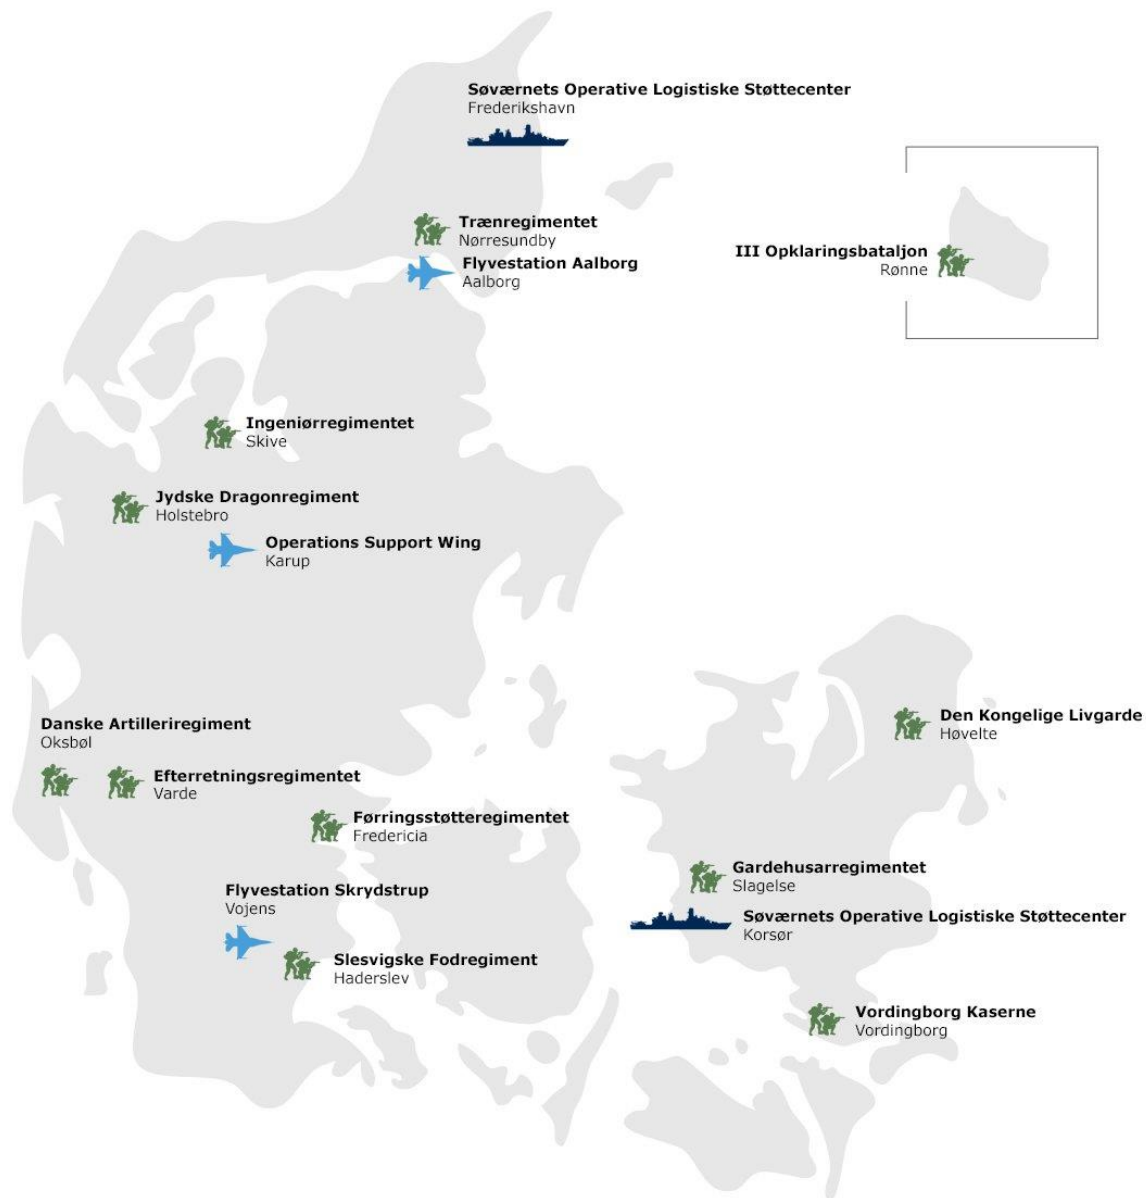 Søværnets Operative Logistiske Støttecenter
Frederikshavn
Trænregimentet
Nørresundby
Flyvestation Aalborg
Aalborg
III Opklaringsbataljon
Rønne
Ingeniørregimentet
Skive
Jydske Dragonregiment
Holstebro
Operations Support Wing
Karup
Danske Artilleriregiment
Oksbøl
Efterretningsregimentet
Varde
Den Kongelige Livgarde
Høvelte
Førringsstøtteregimentet
Fredericia
Gardehusarregimentet
Slagelse
Flyvestation Skrydstrup
Vojens
Søværnets Operative Logistiske Støttecenter
Korsør
Slesvigske Fodregiment
Haderslev
Vordingborg Kaserne
Vordingborg